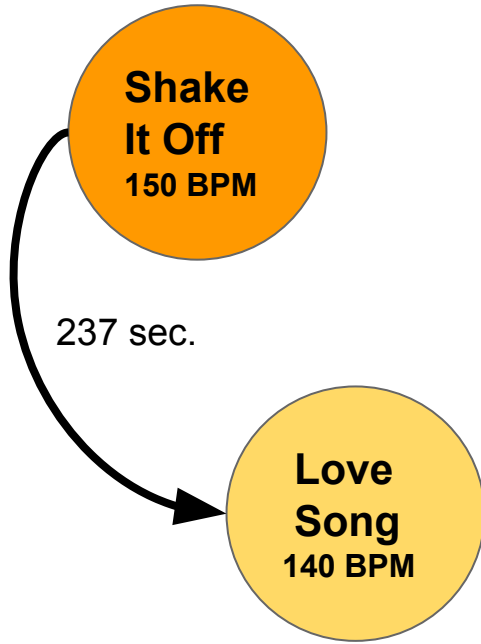 Shake
It Off
150 BPM
237 sec.
Love
Song
140 BPM